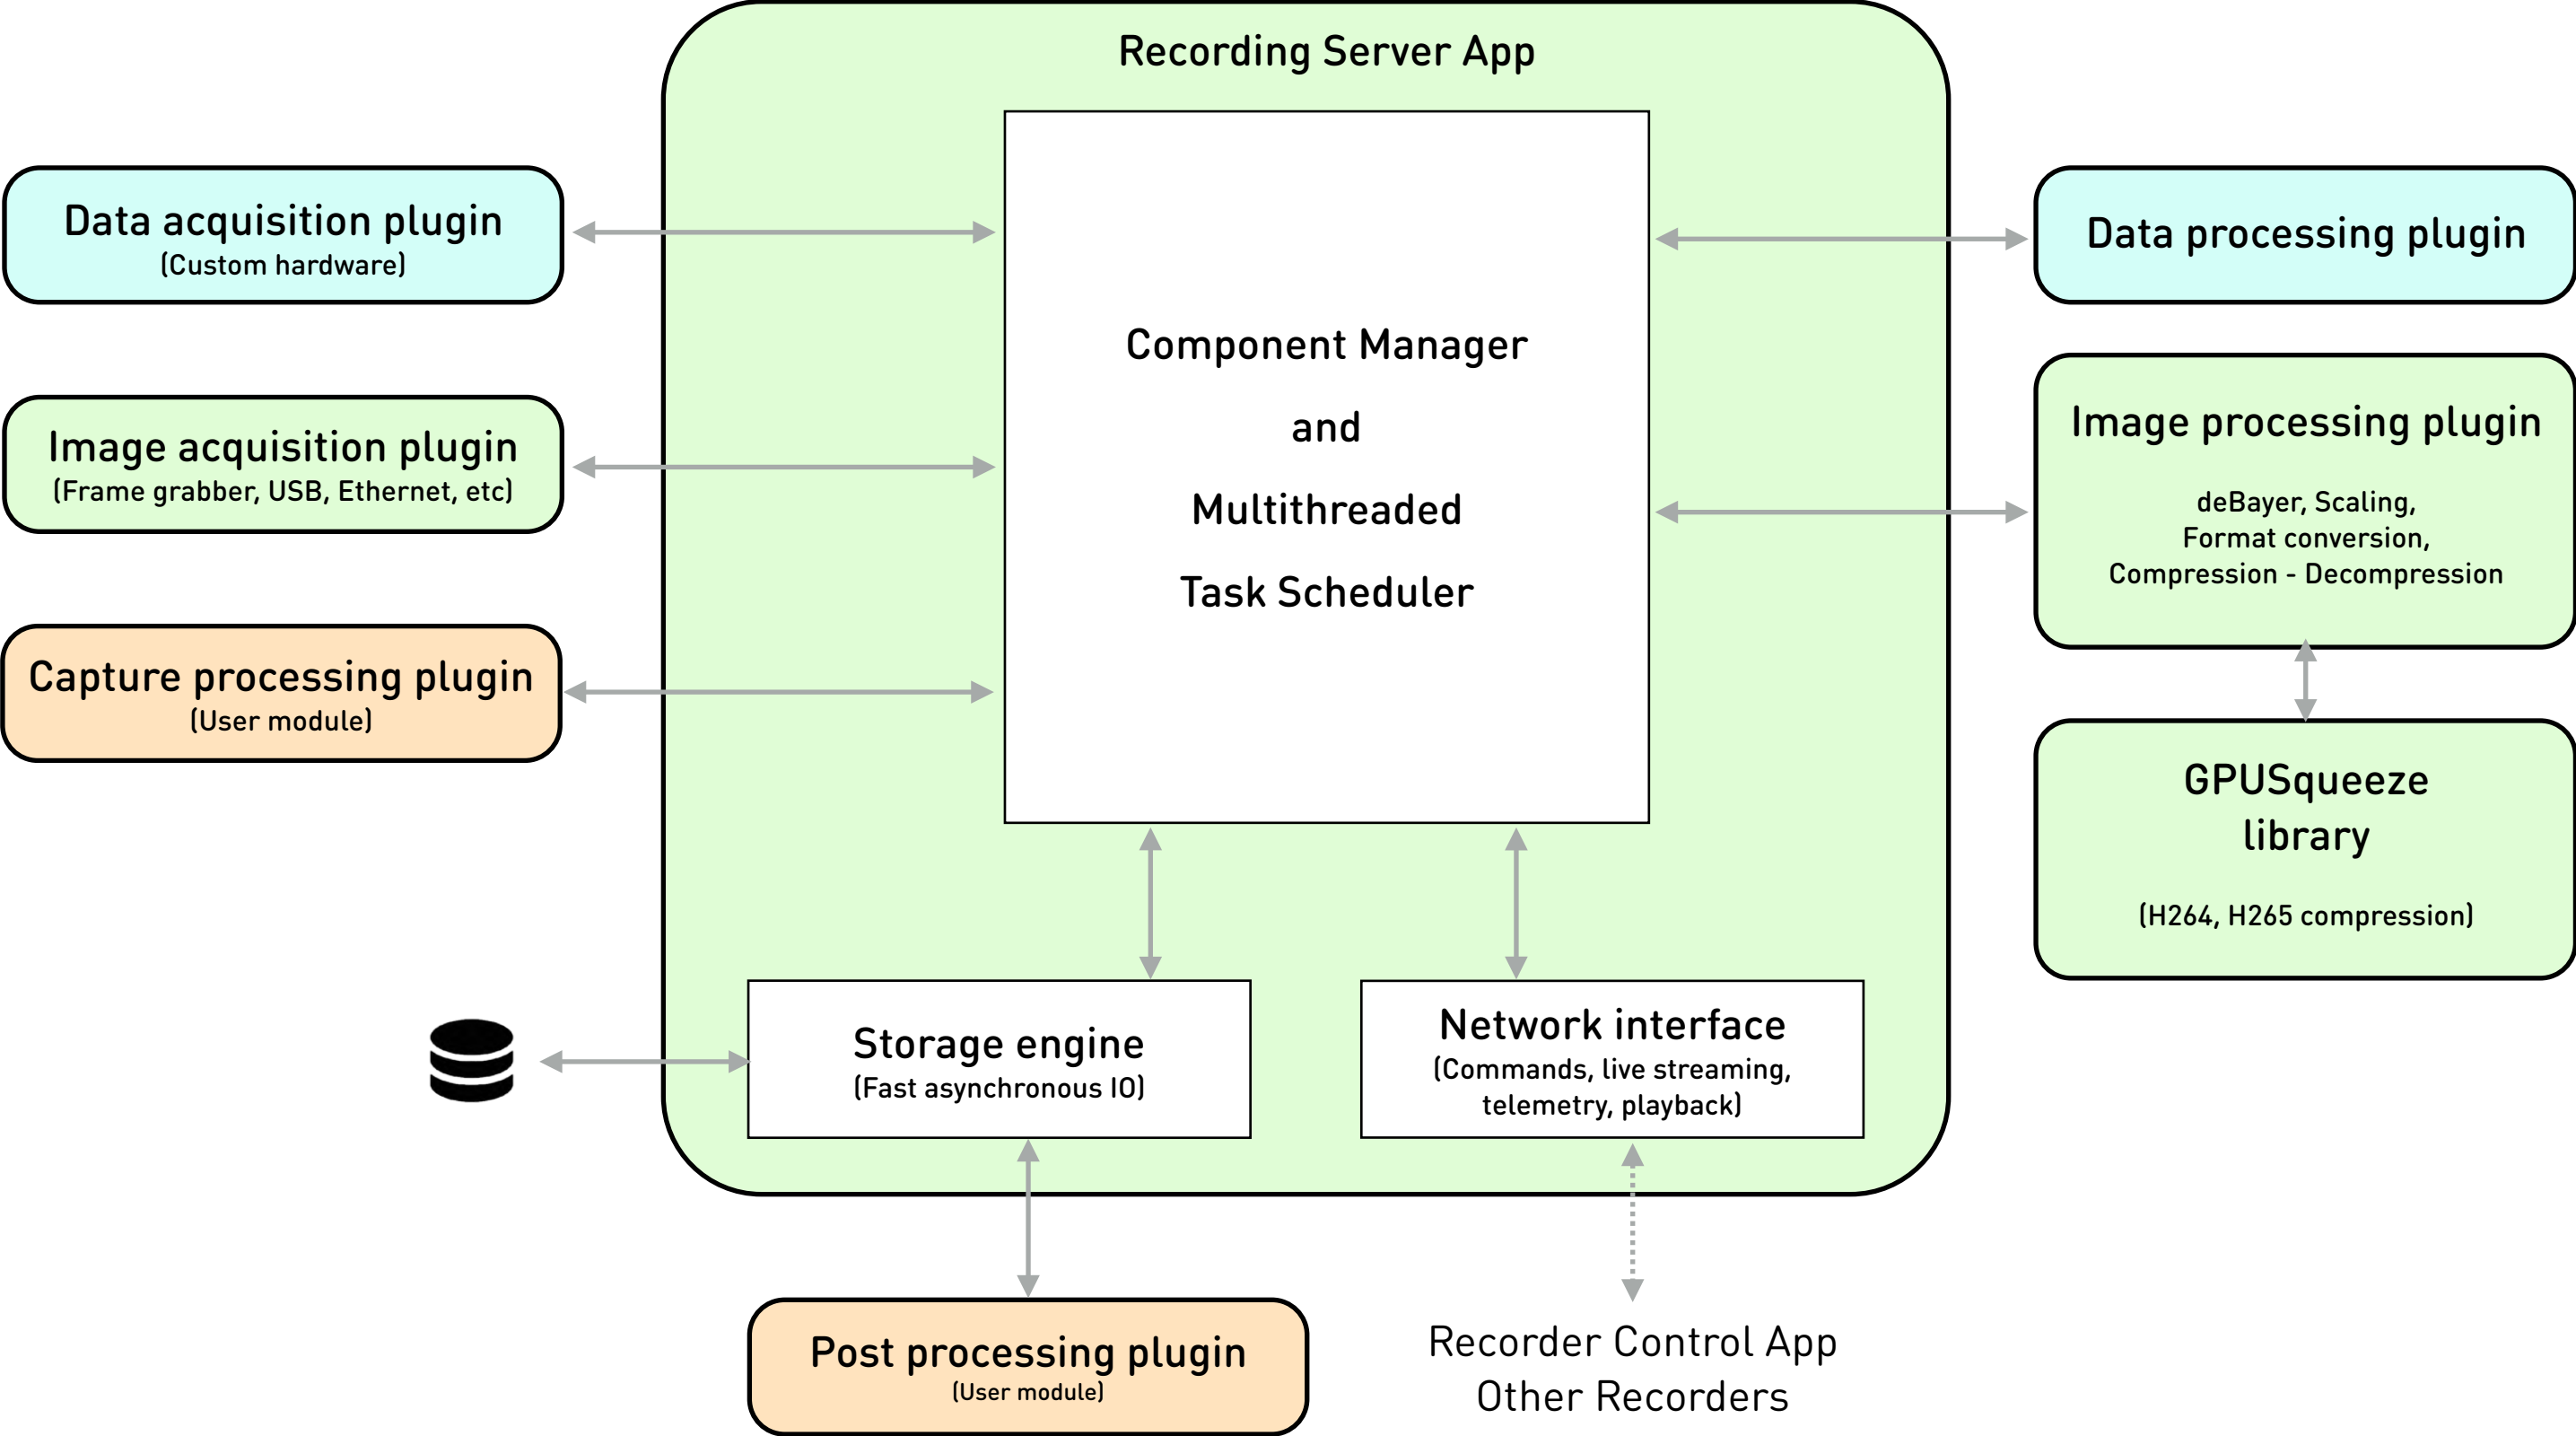 Recording Server App
Data acquisition plugin
(Custom hardware)
Image acquisition plugin
(Frame grabber, USB, Ethernet, etc)
Capture processing plugin
(User module)
Component Manager
and
Multithreaded
Task Scheduler
Data processing plugin
Image processing plugin
deBayer, Scaling,
Format conversion,
Compression - Decompression
GPUSqueeze
library
(H264, H265 compression)
Storage engine
(Fast asynchronous IO)
Network interface
(Commands, live streaming,
telemetry, playback)
Post processing plugin
(User module)
Recorder Control App
Other Recorders